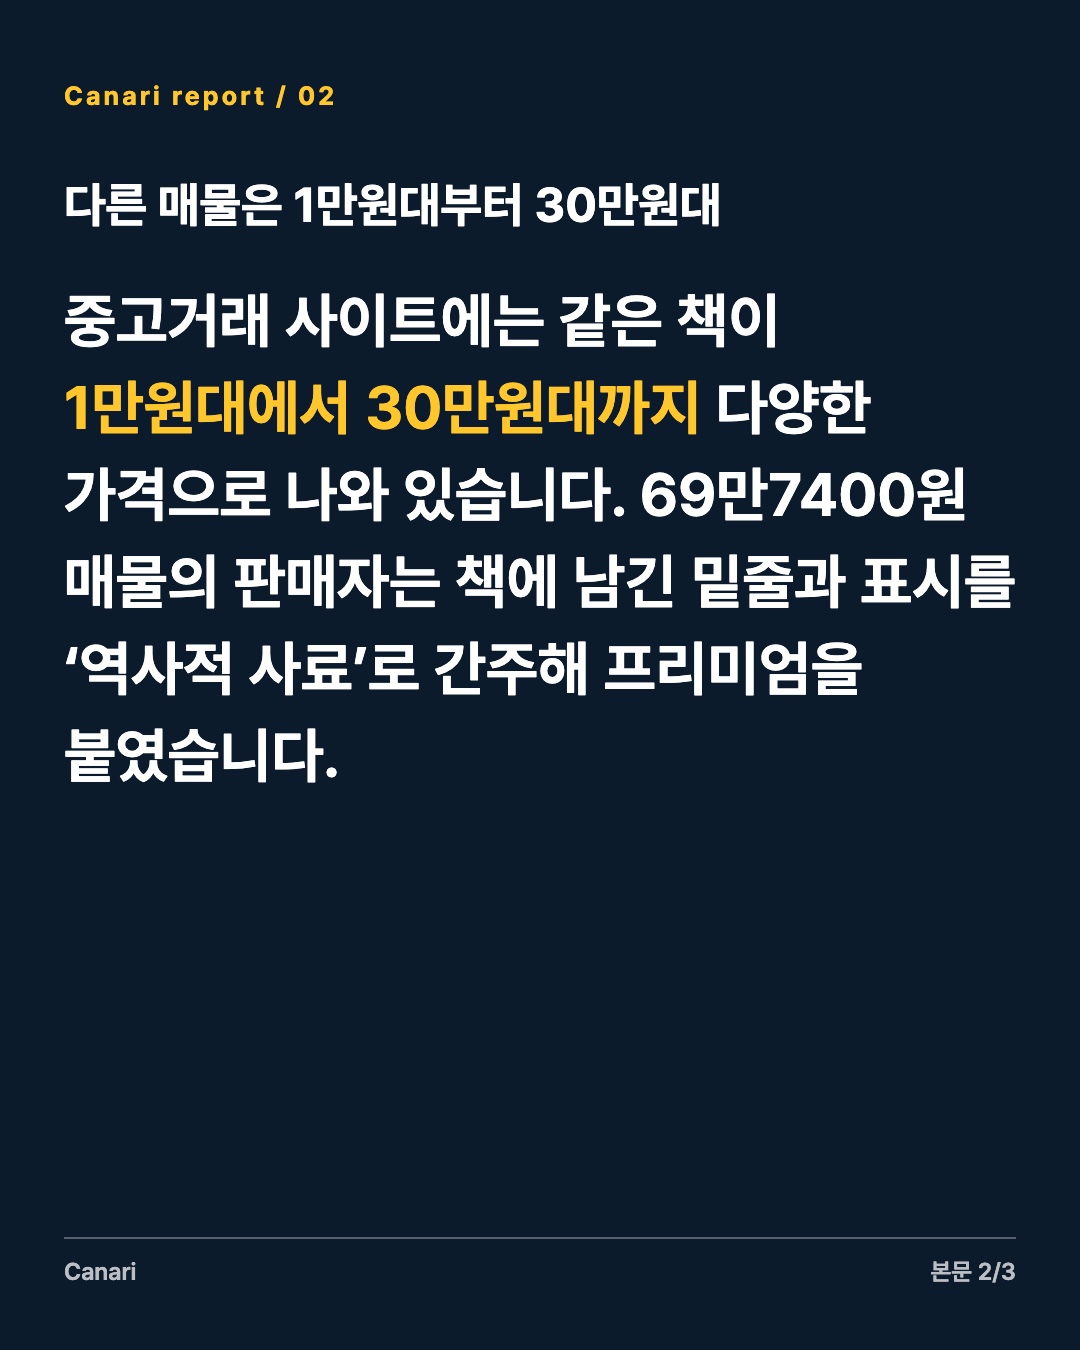 Canari report / 02
다른 매물은 1만원대부터 30만원대
중고거래 사이트에는 같은 책이
1만원대에서 30만원대까지 다양한
가격으로 나와 있습니다. 69만7400원
매물의 판매자는 책에 남긴 밑줄과 표시를
‘역사적 사료’로 간주해 프리미엄을
붙였습니다.
Canari
본문 2/3